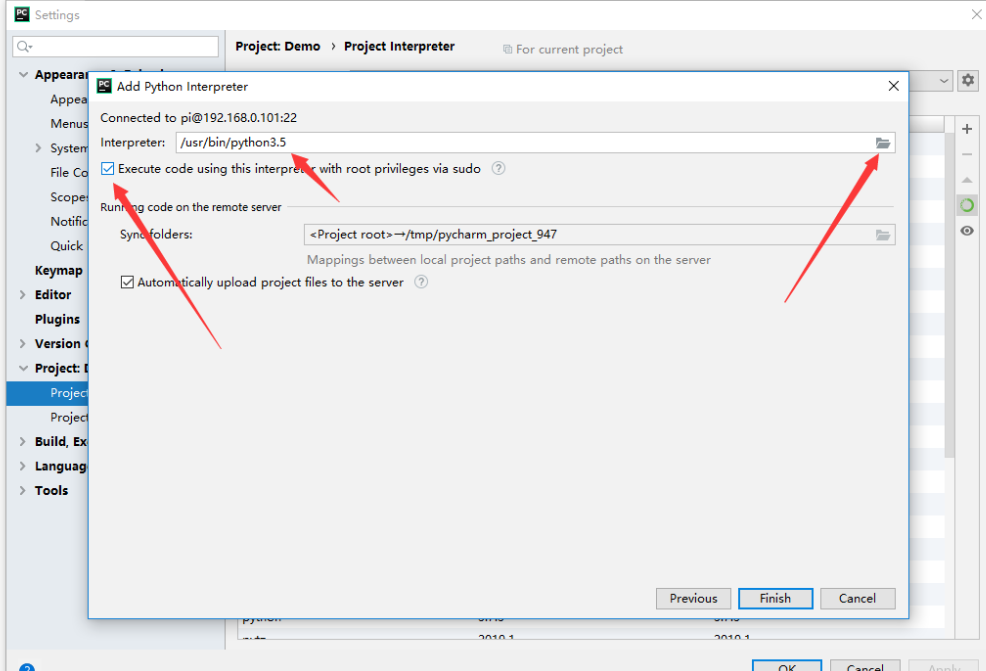 PC Settings
Project: Demo › Project Interpreter
For current project
Appearan
Appea
Menus
System
File Co
Scopes
Notific
Quick
Keymap
Editor
Plugins
Version C
Project: D
Project
Project
Build, Ex
Languag
Tools
PC Add Python Interpreter
Connected to pi@192.168.0.101:22
Interpreter: /usr/bin/python3.5
Execute code using this interpreter with root privileges via sudo ?
Running code on the remote server
Sync folders: <Project root>→/tmp/pycharm_project_947
Mappings between local project paths and remote paths on the server
Automatically upload project files to the server ?
Previous Finish Cancel
2019.1 2019.1
? OK Cancel Apply